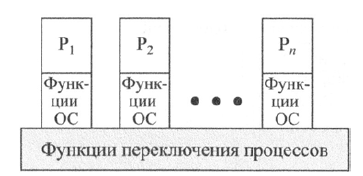 P1
P2
Pn
Функ-
ции
ОС
Функ-
ции
ОС
Функ-
ции
ОС
Функции переключения процессов